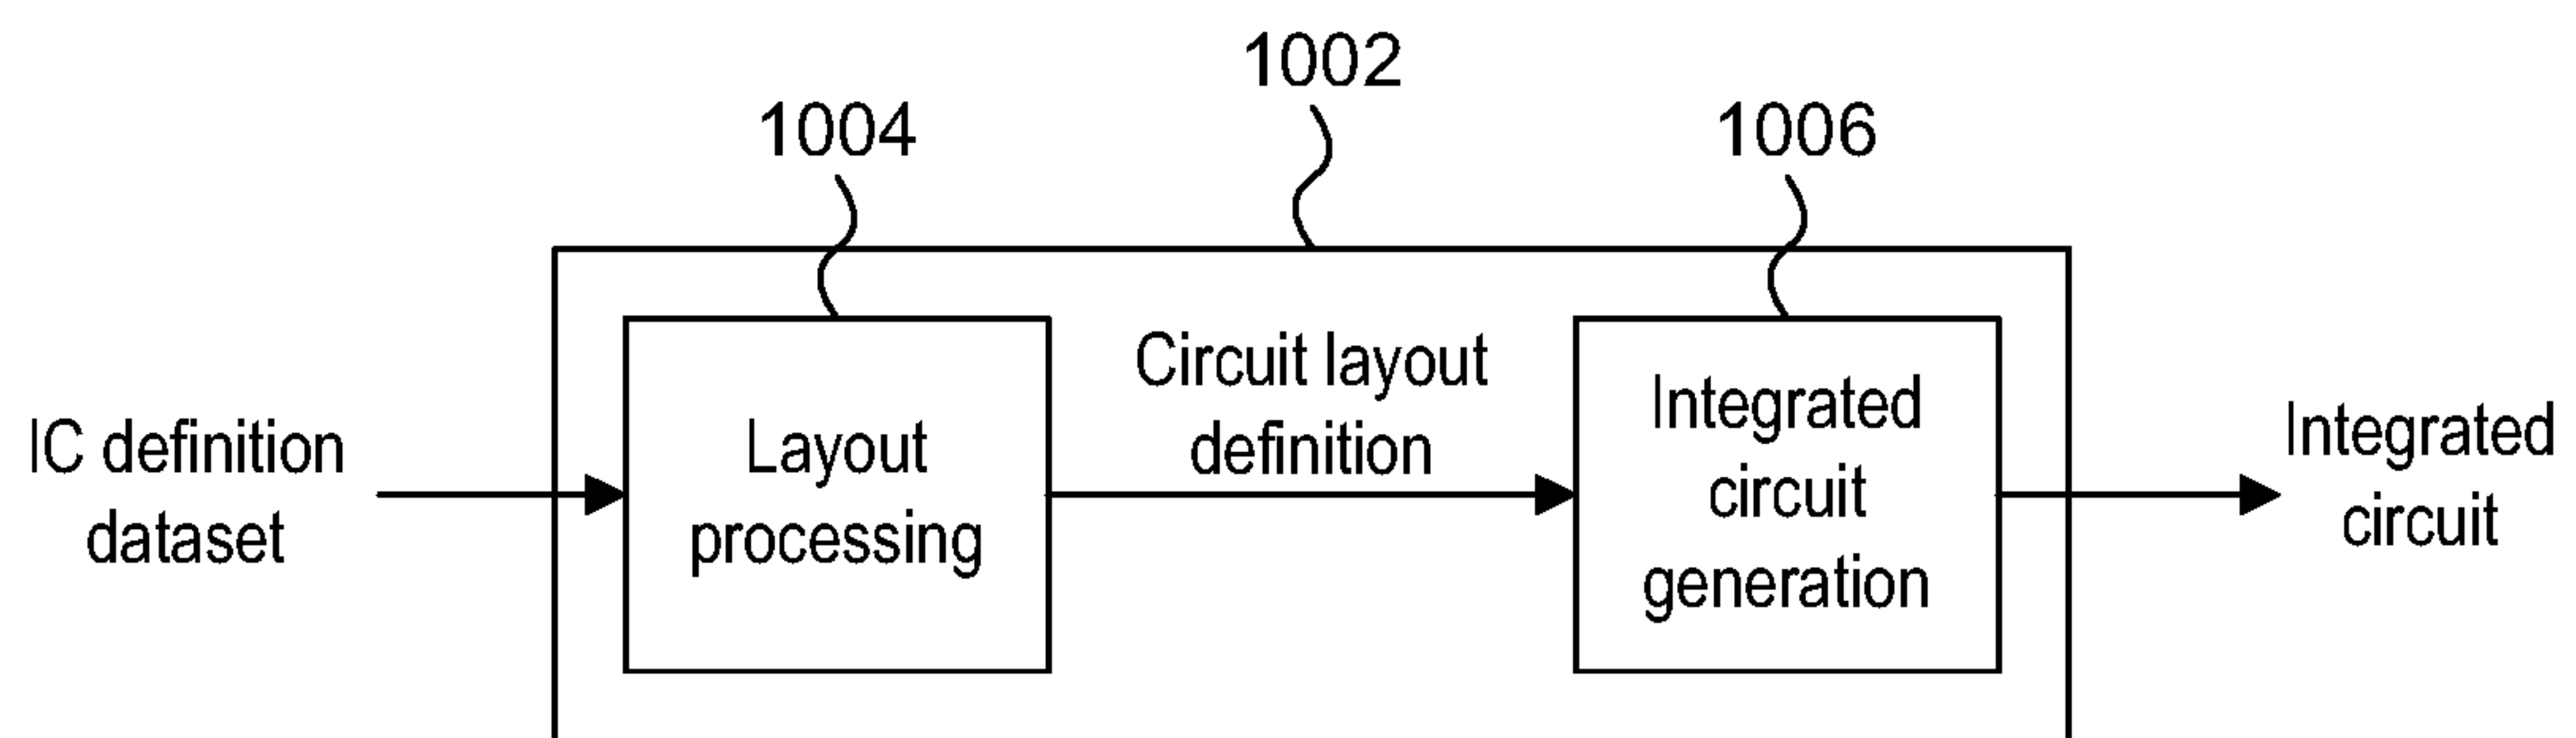 1002
1004
1006
IC definition
dataset
Layout
processing
Circuit layout
definition
Integrated
circuit
generation
Integrated
circuit